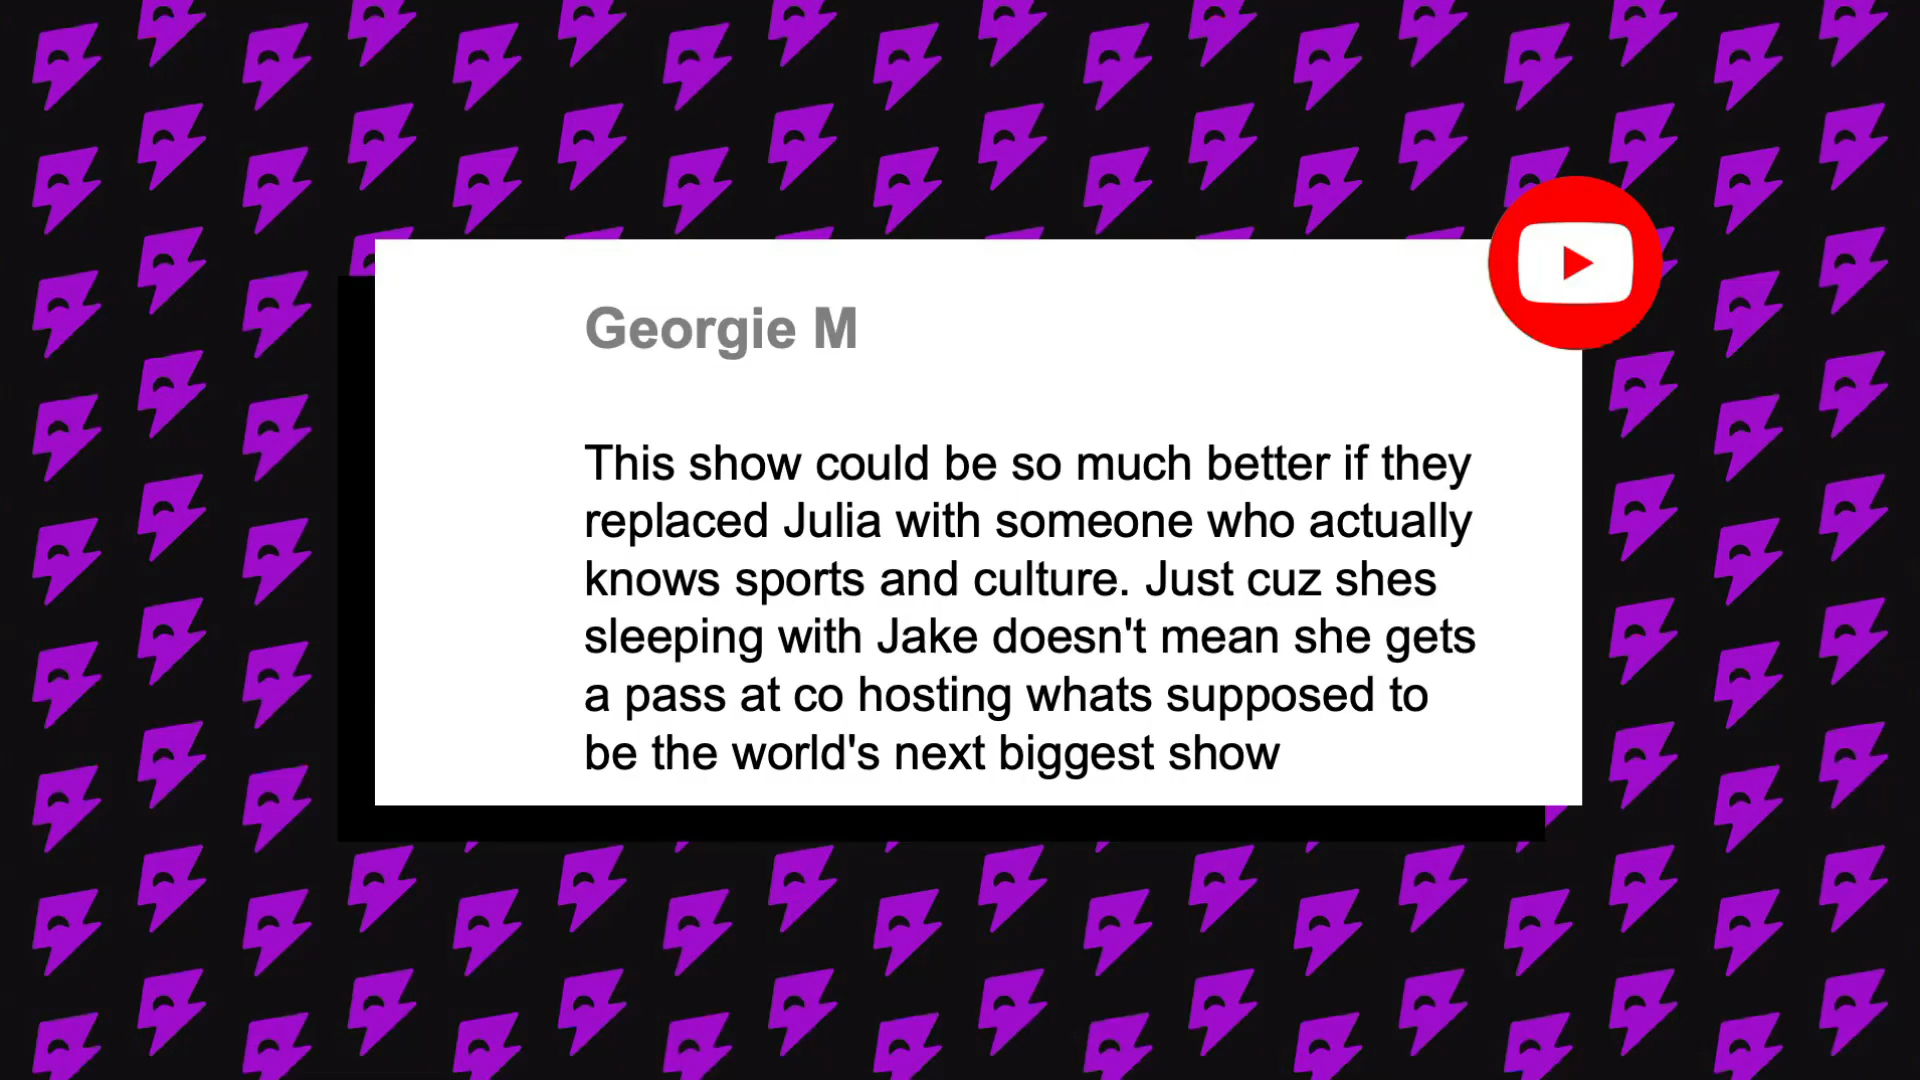 Georgie M
This show could be so much better if they
replaced Julia with someone who actually
knows sports and culture. Just cuz shes
sleeping with Jake doesn't mean she gets
a pass at co hosting whats supposed to
be the world's next biggest show